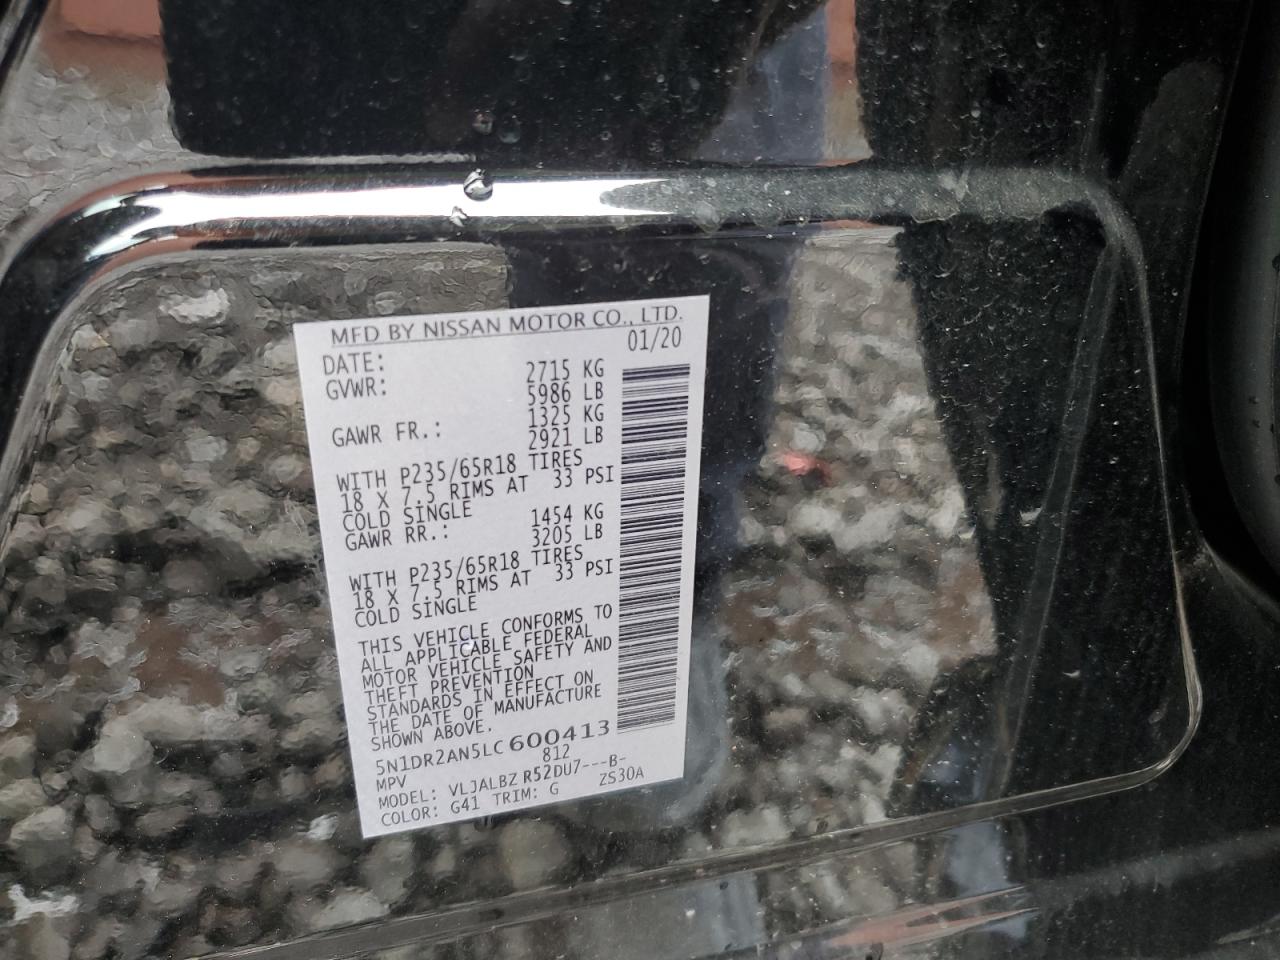 MFD BY NISSAN MOTOR CO., LTD.
DATE: 01/20
GVWR: 2715 KG
5986 LB
GAWR FR.: 1325 KG
2921 LB
WITH P235/65R18 TIRES
18 X 7.5 RIMS AT 33 PSI
COLD SINGLE
GAWR RR.: 1454 KG
3205 LB
WITH P235/65R18 TIRES
18 X 7.5 RIMS AT 33 PSI
COLD SINGLE
THIS VEHICLE CONFORMS TO
ALL APPLICABLE FEDERAL
MOTOR VEHICLE SAFETY AND
THEFT PREVENTION
STANDARDS IN EFFECT ON
THE DATE OF MANUFACTURE
SHOWN ABOVE.
5N1DR2AN5LC600413
MPV 812
MODEL: VLJALBZ R52DU7---B-
COLOR: G41 TRIM: G ZS30A